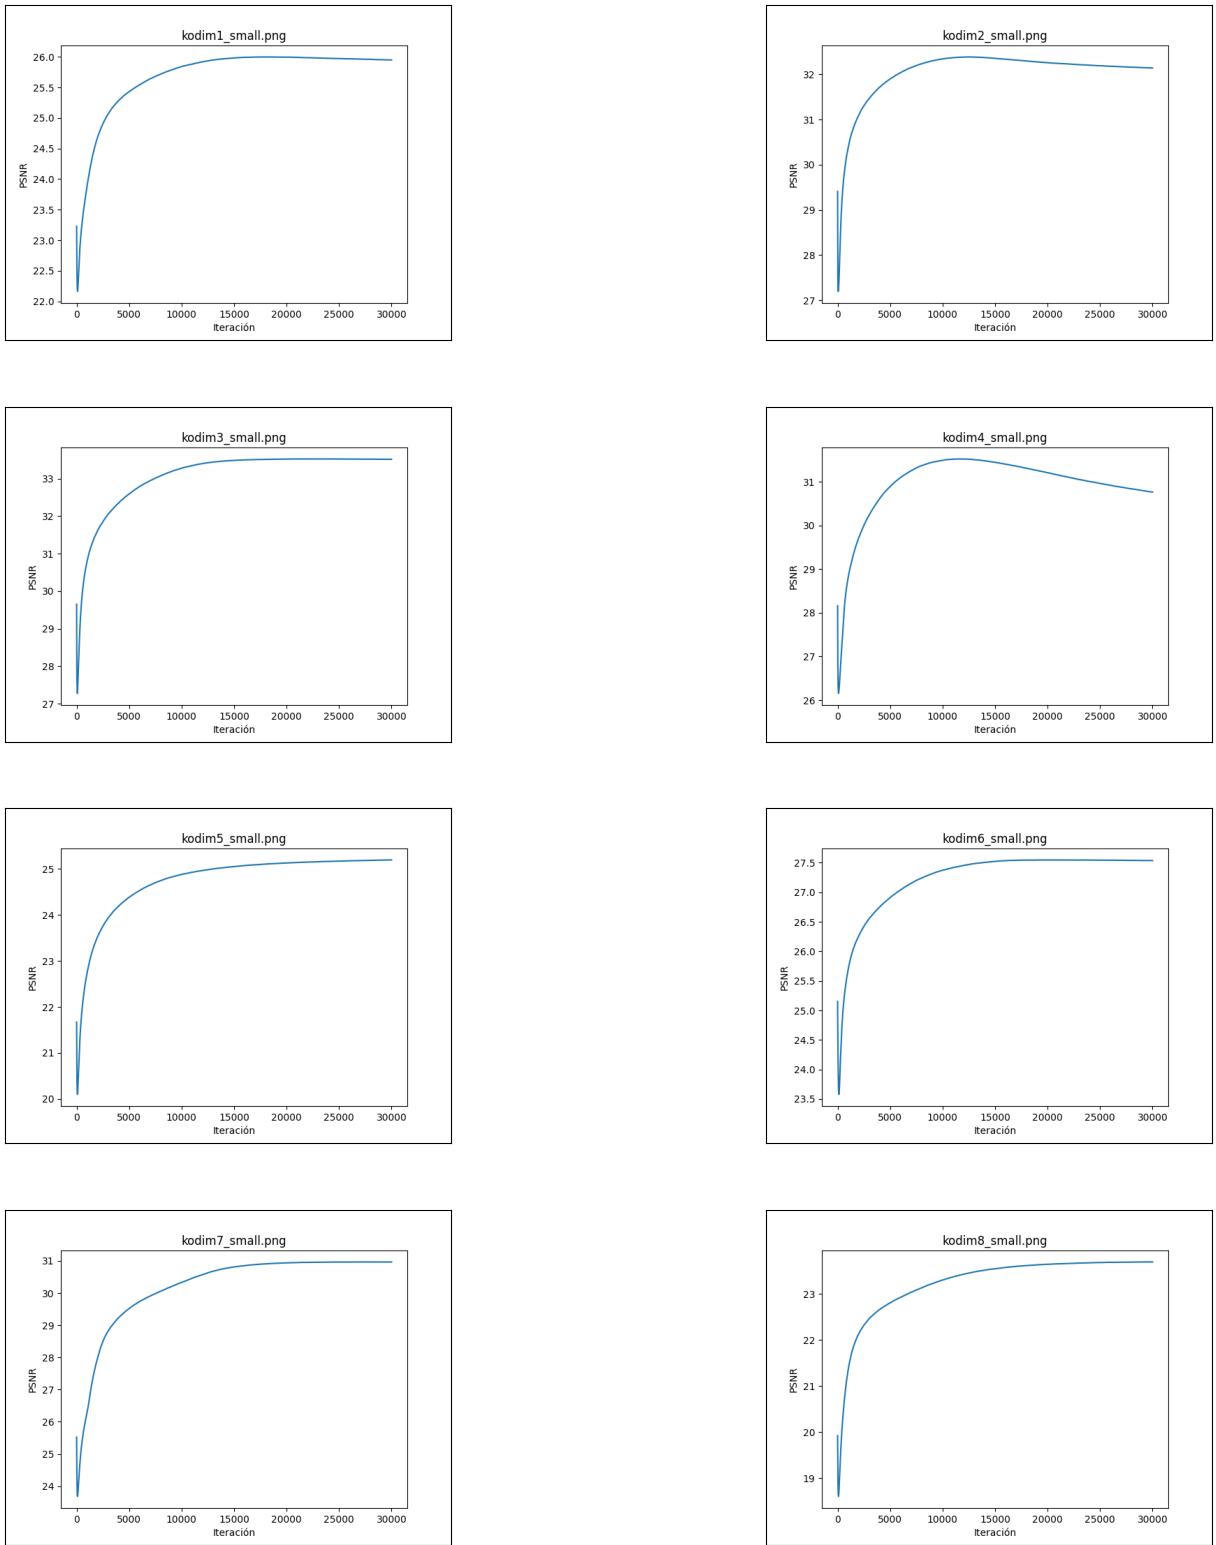 kodim1_small.png
PSNR
26.0
25.5
25.0
24.5
24.0
23.5
23.0
22.5
22.0
0 5000 10000 15000 20000 25000 30000
Iteración
kodim2_small.png
PSNR
32
31
30
29
28
27
0 5000 10000 15000 20000 25000 30000
Iteración
kodim3_small.png
PSNR
33
32
31
30
29
28
27
0 5000 10000 15000 20000 25000 30000
Iteración
kodim4_small.png
PSNR
31
30
29
28
27
26
0 5000 10000 15000 20000 25000 30000
Iteración
kodim5_small.png
PSNR
25
24
23
22
21
20
0 5000 10000 15000 20000 25000 30000
Iteración
kodim6_small.png
PSNR
27.5
27.0
26.5
26.0
25.5
25.0
24.5
24.0
23.5
0 5000 10000 15000 20000 25000 30000
Iteración
kodim7_small.png
PSNR
31
30
29
28
27
26
25
24
0 5000 10000 15000 20000 25000 30000
Iteración
kodim8_small.png
PSNR
23
22
21
20
19
0 5000 10000 15000 20000 25000 30000
Iteración